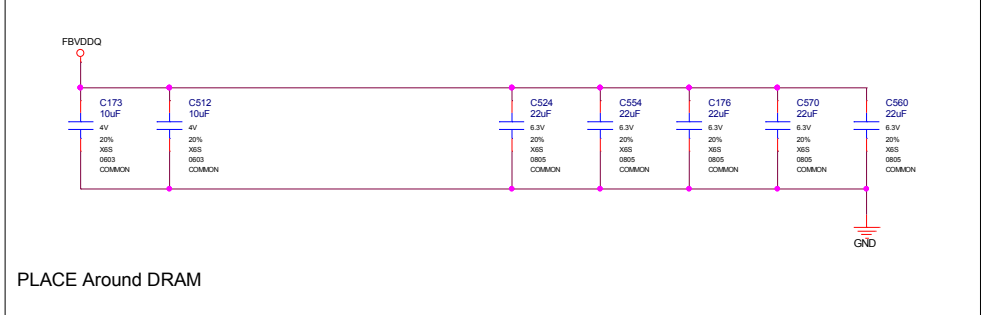 FBVDDQ
C173
10uF
4V
20%
X6S
0603
COMMON
C512
10uF
4V
20%
X6S
0603
COMMON
C524
22uF
6.3V
20%
X6S
0805
COMMON
C554
22uF
6.3V
20%
X6S
0805
COMMON
C176
22uF
6.3V
20%
X6S
0805
COMMON
C570
22uF
6.3V
20%
X6S
0805
COMMON
C560
22uF
6.3V
20%
X6S
0805
COMMON
GND
PLACE Around DRAM